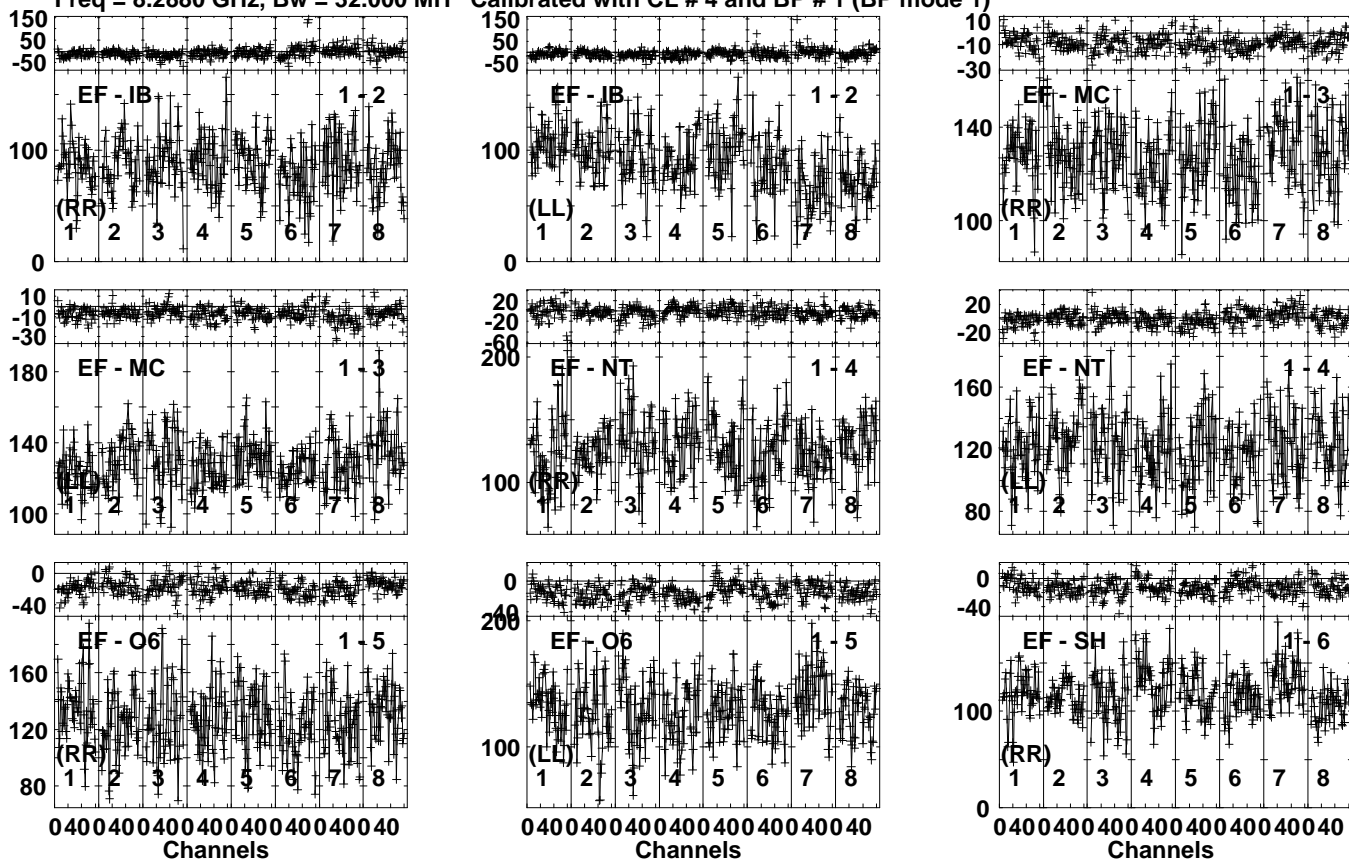 Freq = 8.2880 GHz, Bw = 32.000 MH Calibrated with CL # 4 and BP # 1 (BP mode 1)
150 50 -50
EF - IB 1 - 2
100
(RR)
1 2 3 4 5 6 7 8
0
150 50 -50
EF - IB 1 - 2
100
(LL)
1 2 3 4 5 6 7 8
0
10 -10 -30
EF - MC 1 - 3
140
100
(RR)
1 2 3 4 5 6 7 8
10 -10 -30
180
EF - MC 1 - 3
140
(LL)
100
1 2 3 4 5 6 7 8
20 -20 -60
200
EF - NT 1 - 4
100
(RR)
1 2 3 4 5 6 7 8
20 -20
EF - NT 1 - 4
160
120
(LL)
80
1 2 3 4 5 6 7 8
0 -40
EF - O6 1 - 5
160
120
(RR)
80
1 2 3 4 5 6 7 8
0 40 0 40 0 40 0 40 0 40 0 40 0 40 0 40
Channels
0 -40
200
EF - O6 1 - 5
100
(LL)
1 2 3 4 5 6 7 8
0 40 0 40 0 40 0 40 0 40 0 40 0 40 0 40
Channels
0 -40
EF - SH 1 - 6
100
(RR)
1 2 3 4 5 6 7 8
0
0 40 0 40 0 40 0 40 0 40 0 40 0 40 0 40
Channels